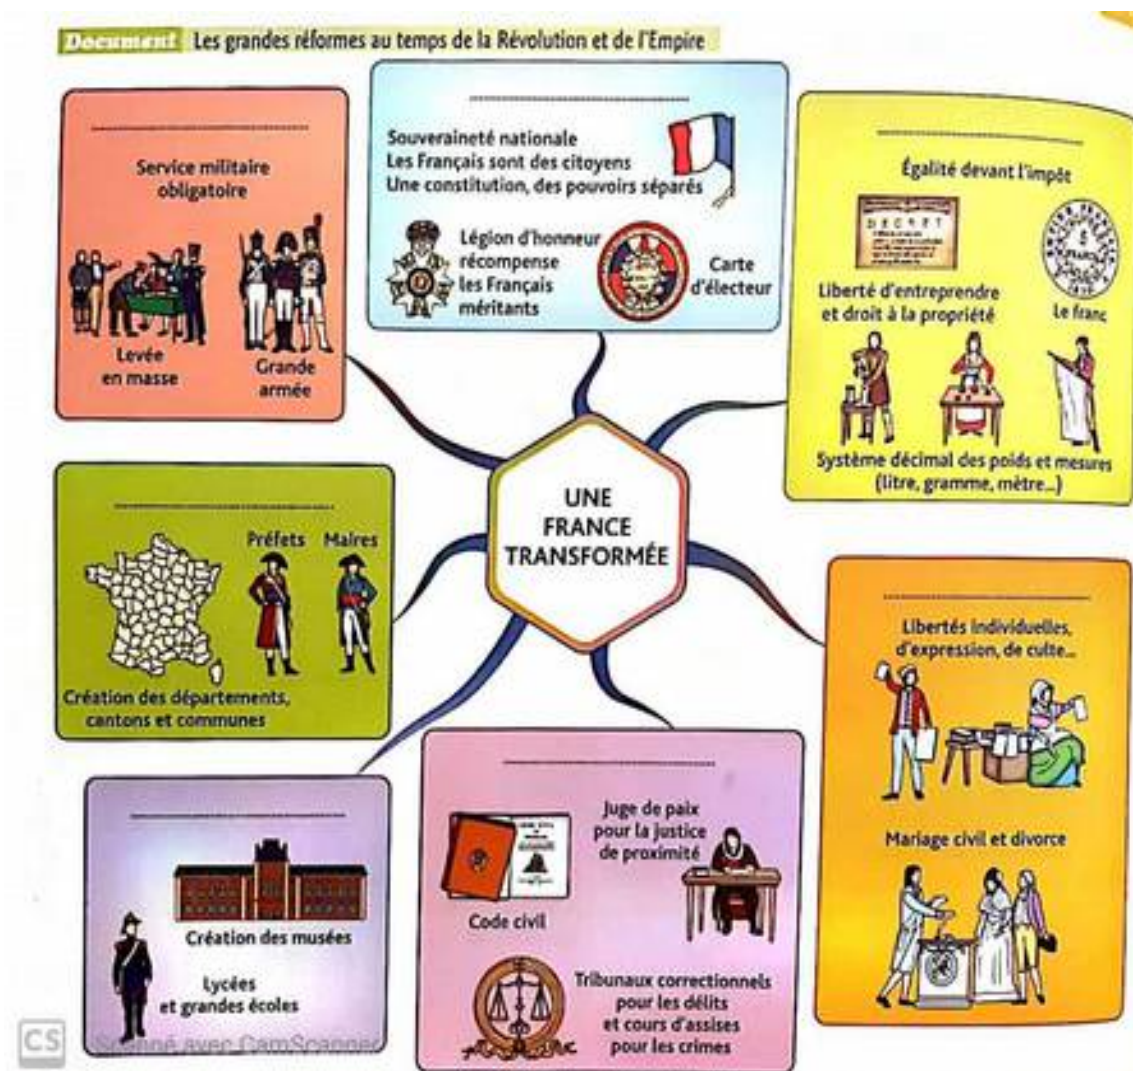 Document Les grandes réformes au temps de la Révolution et de l'Empire
Service militaire
obligatoire
Levée
en masse
Grande
armée
Souveraineté nationale
Les Français sont des citoyens
Une constitution, des pouvoirs séparés
Légion d'honneur
récompense
les Français
méritants
Carte
d'électeur
Égalité devant l'impôt
DECRET
Liberté d'entreprendre
et droit à la propriété
5
FRANCS
Le franc
Système décimal des poids et mesures
(litre, gramme, mètre...)
UNE
FRANCE
TRANSFORMÉE
Préfets
Maires
Création des départements,
cantons et communes
Libertés individuelles,
d'expression, de culte...
Mariage civil et divorce
Création des musées
Lycées
et grandes écoles
Code civil
Juge de paix
pour la justice
de proximité
Tribunaux correctionnels
pour les délits
et cours d'assises
pour les crimes
CS
Scanné avec CamScanner